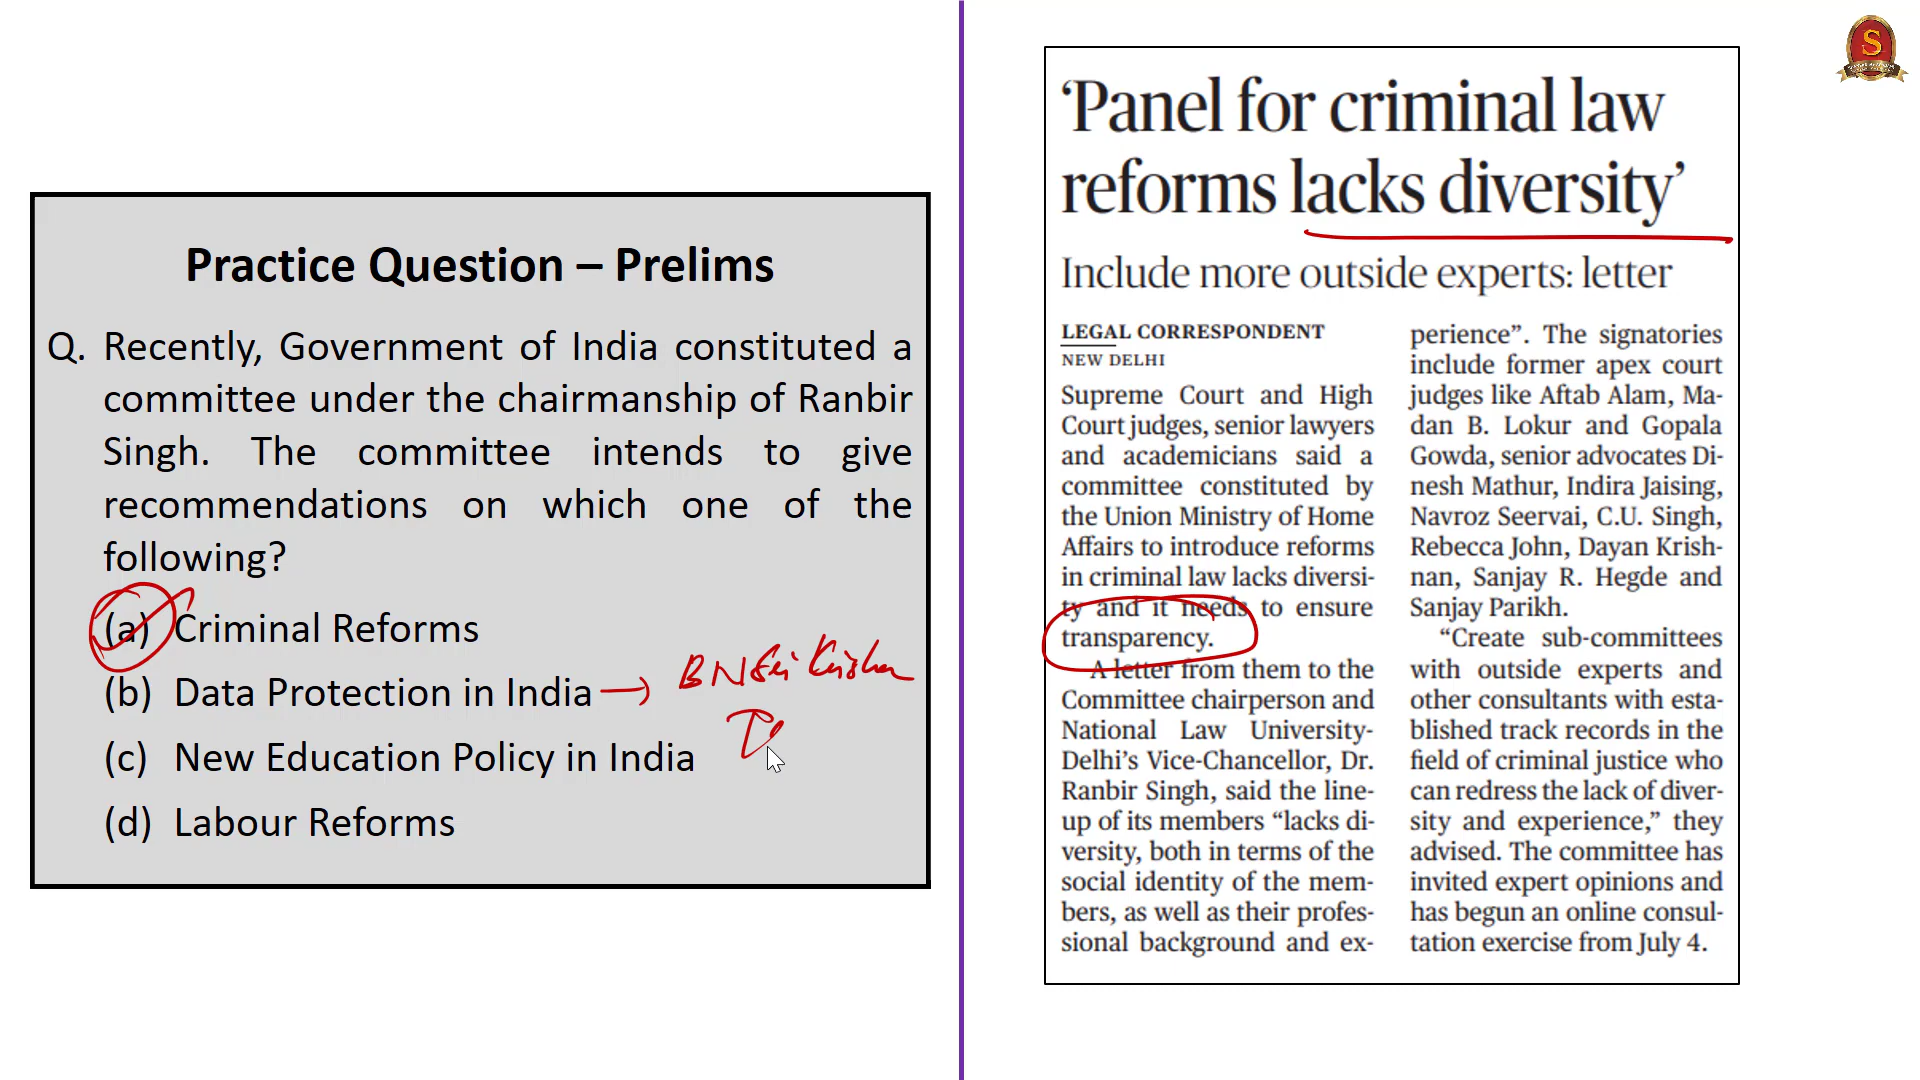 Practice Question – Prelims
Q. Recently, Government of India constituted a
committee under the chairmanship of Ranbir
Singh. The committee intends to give
recommendations on which one of the
following?
(a) Criminal Reforms
(b) Data Protection in India
BN Sri Krishna
(c) New Education Policy in India
(d) Labour Reforms
S
‘Panel for criminal law
reforms lacks diversity’
Include more outside experts: letter
LEGAL CORRESPONDENT
NEW DELHI
Supreme Court and High
Court judges, senior lawyers
and academicians said a
committee constituted by
the Union Ministry of Home
Affairs to introduce reforms
in criminal law lacks diversi-
ty and it needs to ensure
transparency.
A letter from them to the
Committee chairperson and
National Law University-
Delhi’s Vice-Chancellor, Dr.
Ranbir Singh, said the line-
up of its members “lacks di-
versity, both in terms of the
social identity of the mem-
bers, as well as their profes-
sional background and ex-
perience”. The signatories
include former apex court
judges like Aftab Alam, Ma-
dan B. Lokur and Gopala
Gowda, senior advocates Di-
nesh Mathur, Indira Jaising,
Navroz Seervai, C.U. Singh,
Rebecca John, Dayan Krish-
nan, Sanjay R. Hegde and
Sanjay Parikh.
“Create sub-committees
with outside experts and
other consultants with esta-
blished track records in the
field of criminal justice who
can redress the lack of diver-
sity and experience,” they
advised. The committee has
invited expert opinions and
has begun an online consul-
tation exercise from July 4.